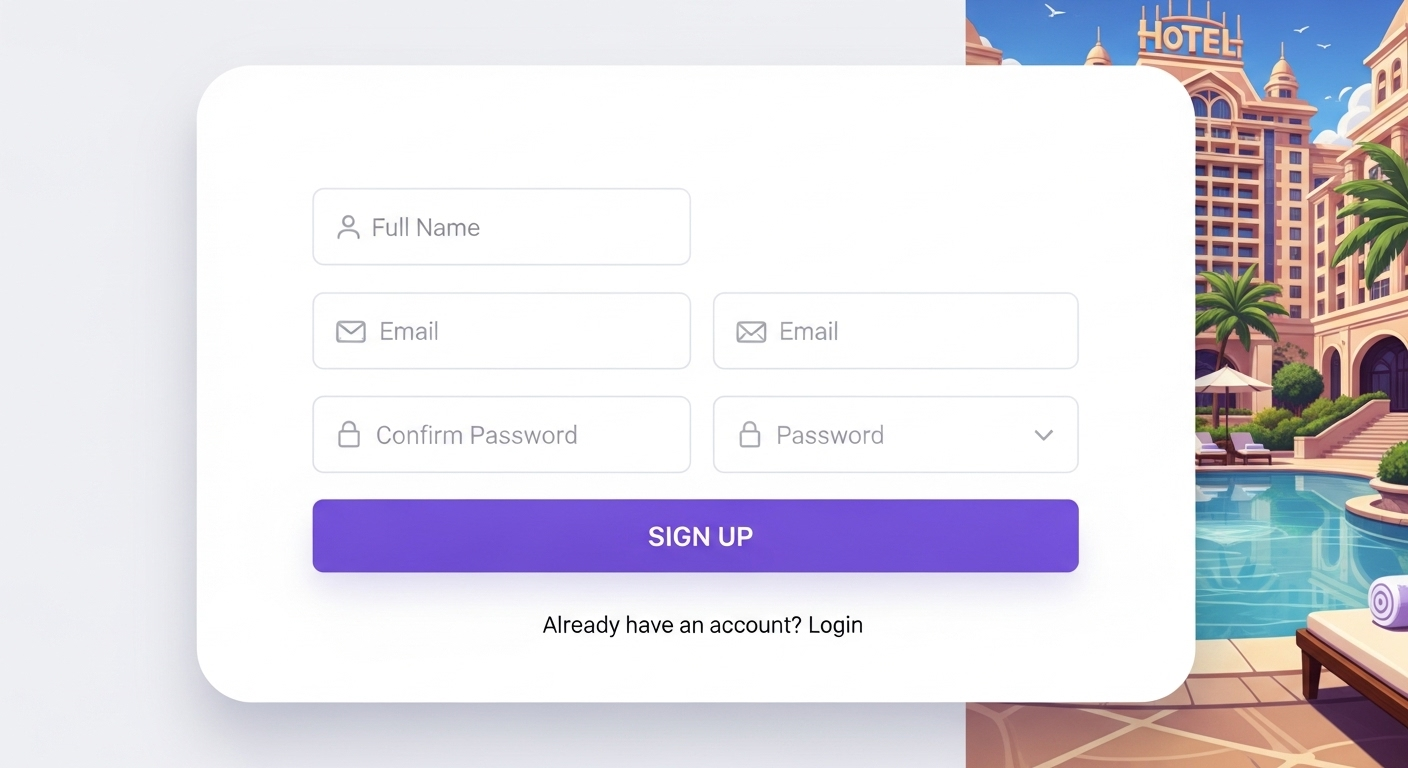 HOTEL
Full Name
Email
Email
Confirm Password
Password
SIGN UP
Already have an account? Login